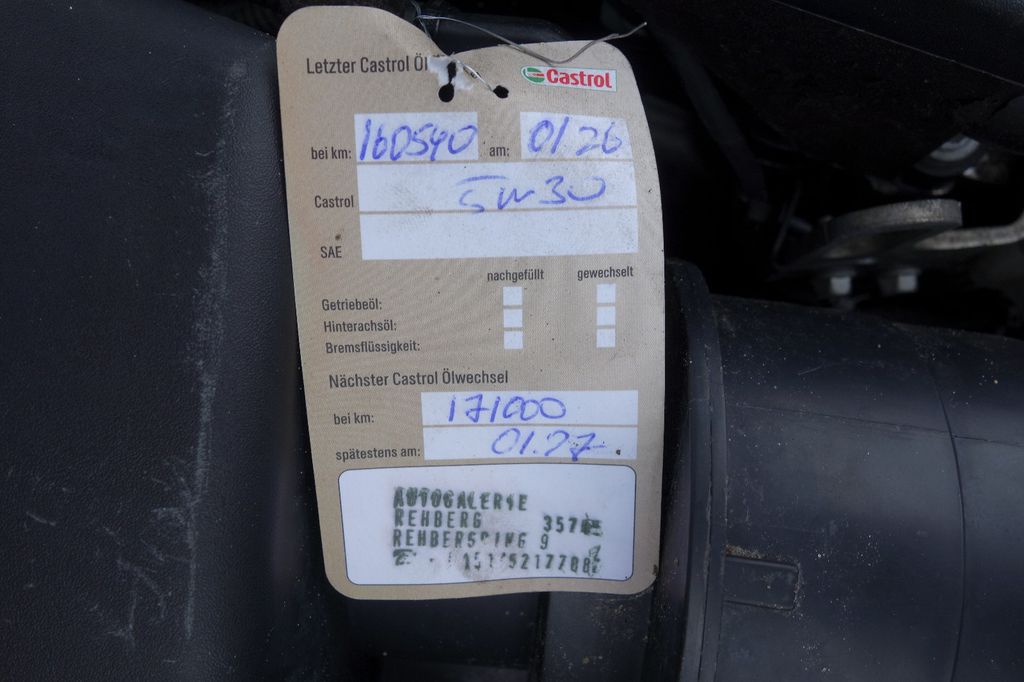 Letzter Castrol
Castrol
bei km: 160540 am: 01.26
Castrol 5W30
SAE
nachgefüllt gewechselt
Getriebeöl:
Hinterachsöl:
Bremsflüssigkeit:
Nächster Castrol Ölwechsel
bei km: 171000
spätestens am: 01.27
AUTOGALERIE
REHBERG
9